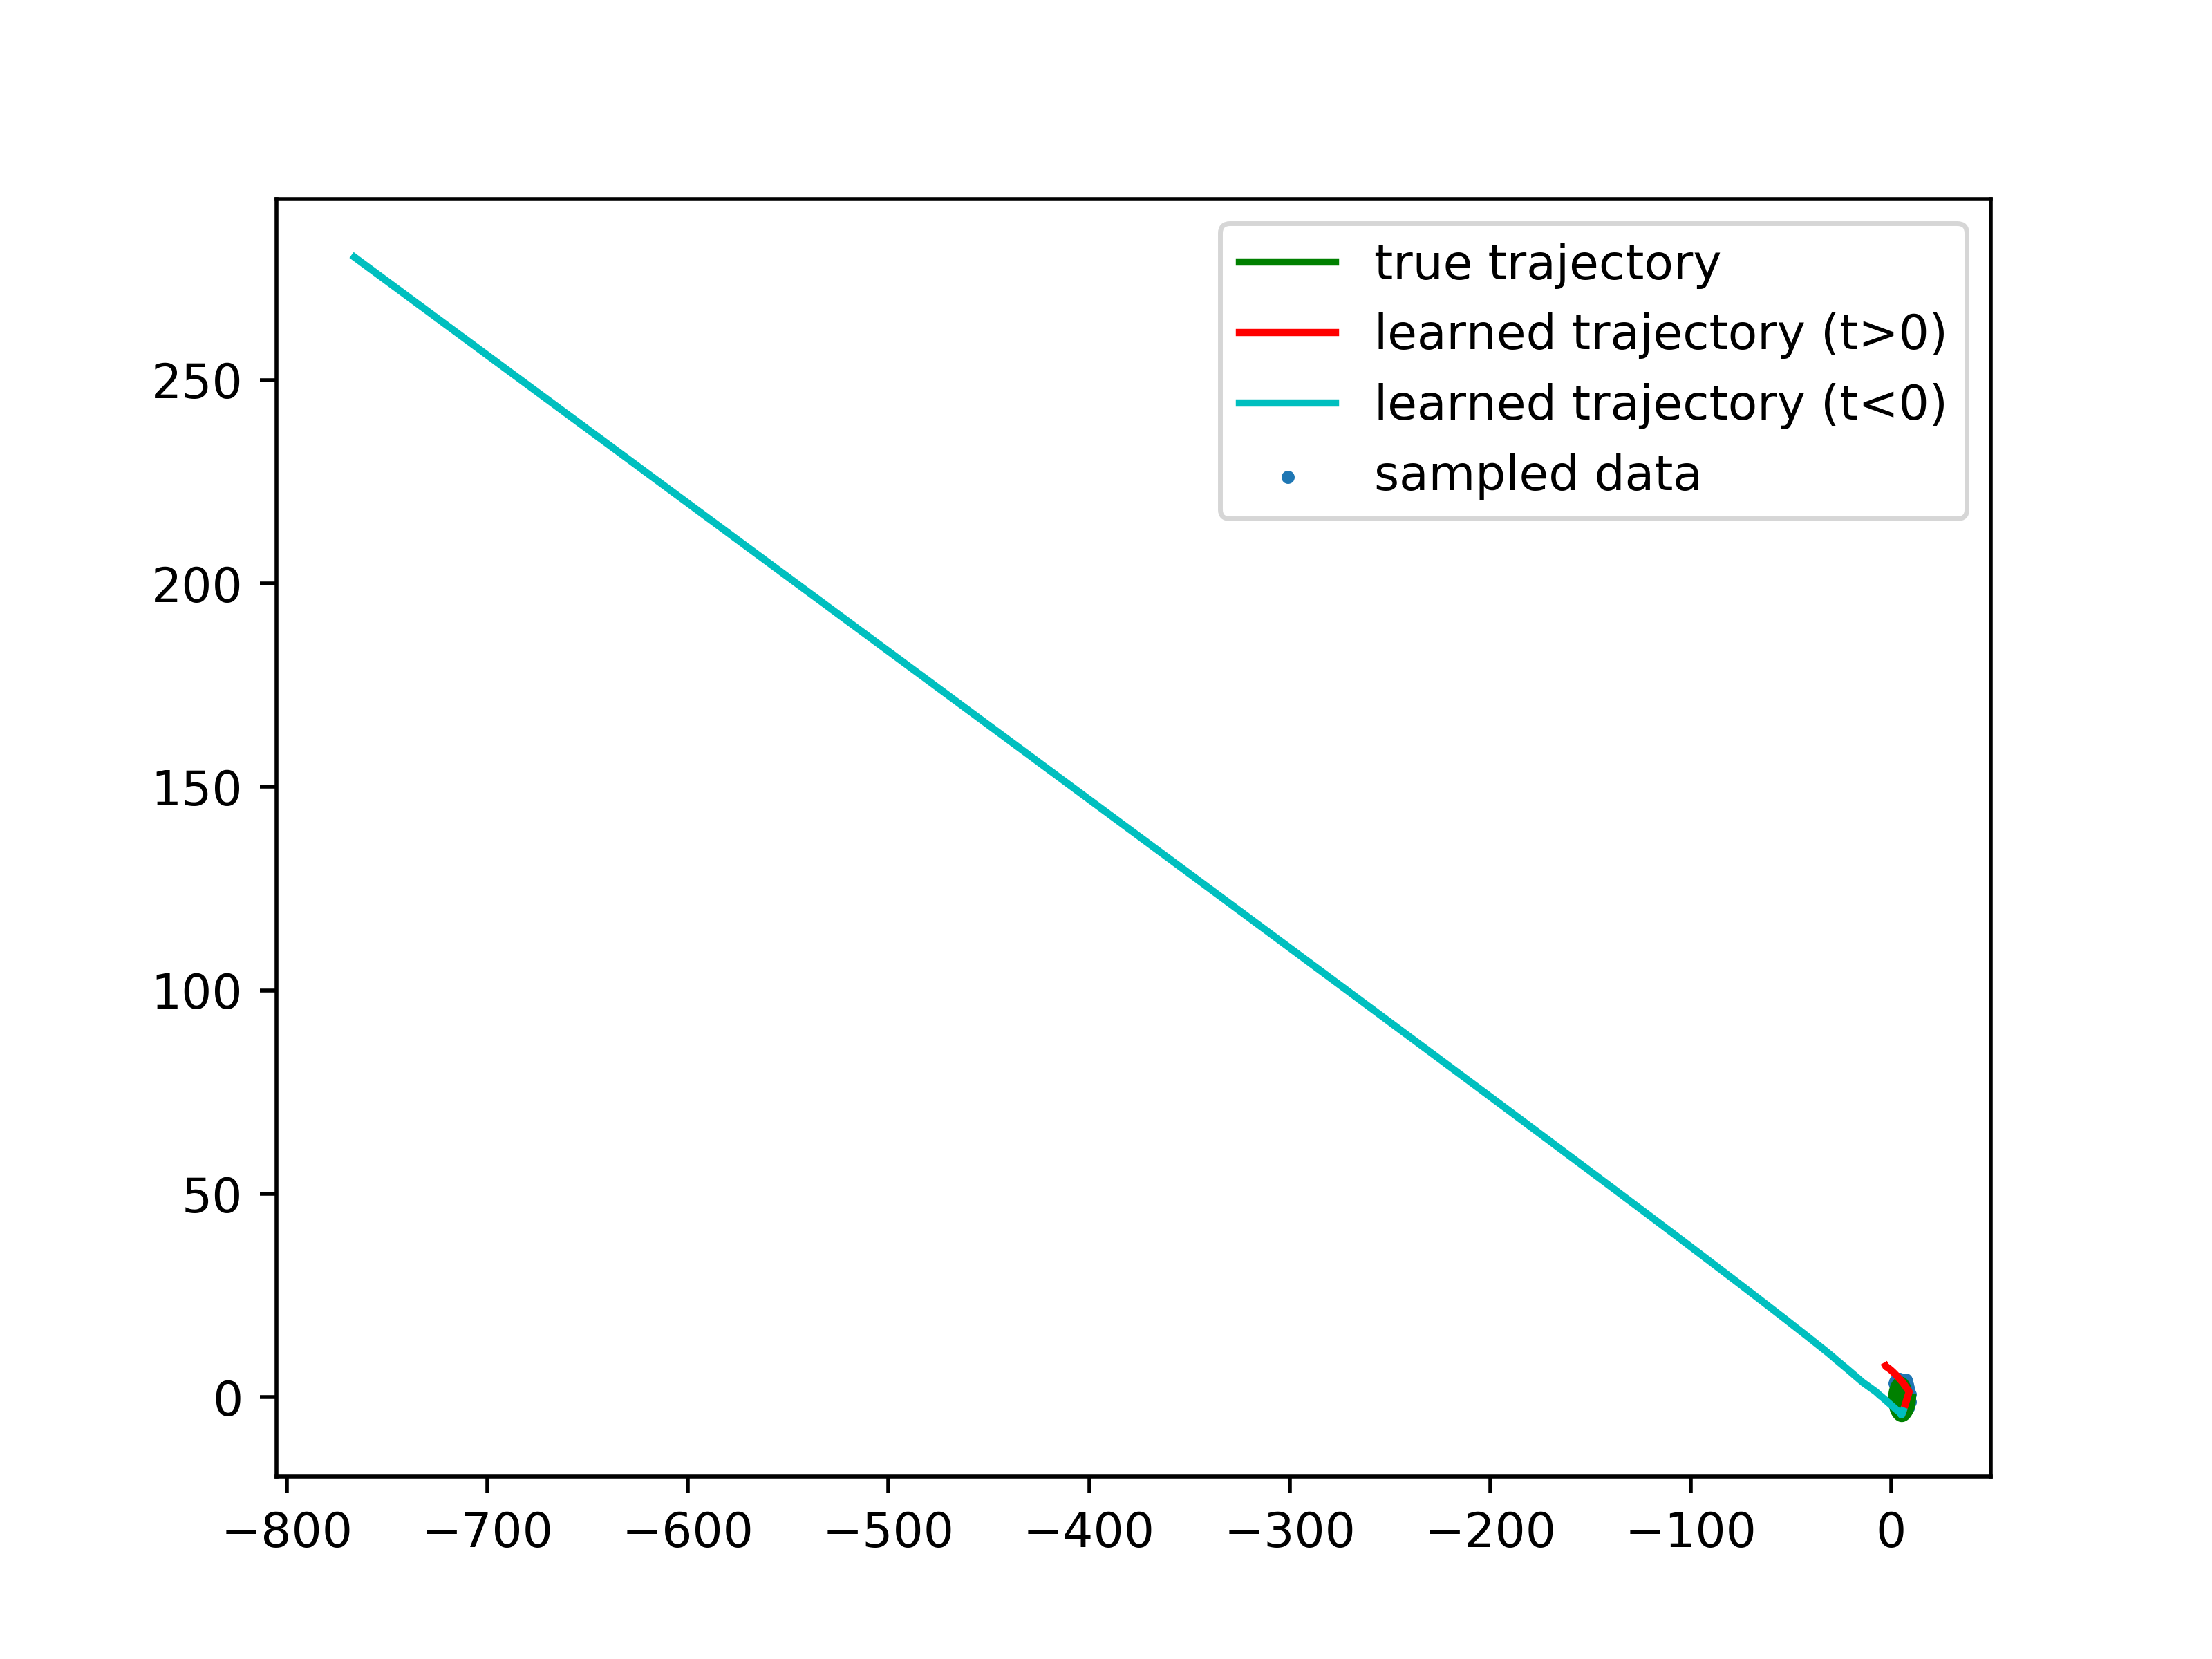 true trajectory
learned trajectory (t>0)
learned trajectory (t<0)
sampled data
250
200
150
100
50
0
−800 −700 −600 −500 −400 −300 −200 −100 0